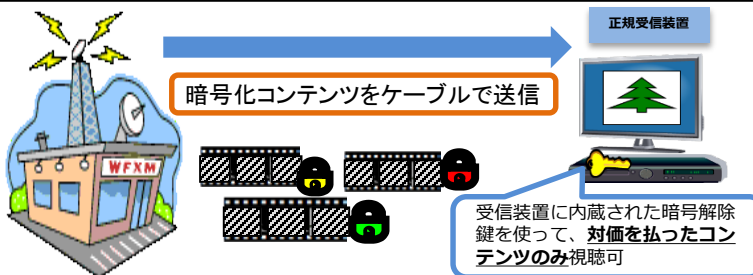 正規受信装置
暗号化コンテンツをケーブルで送信
WFXM
受信装置に内蔵された暗号解除
鍵を使って、対価を払ったコン
テンツのみ視聴可